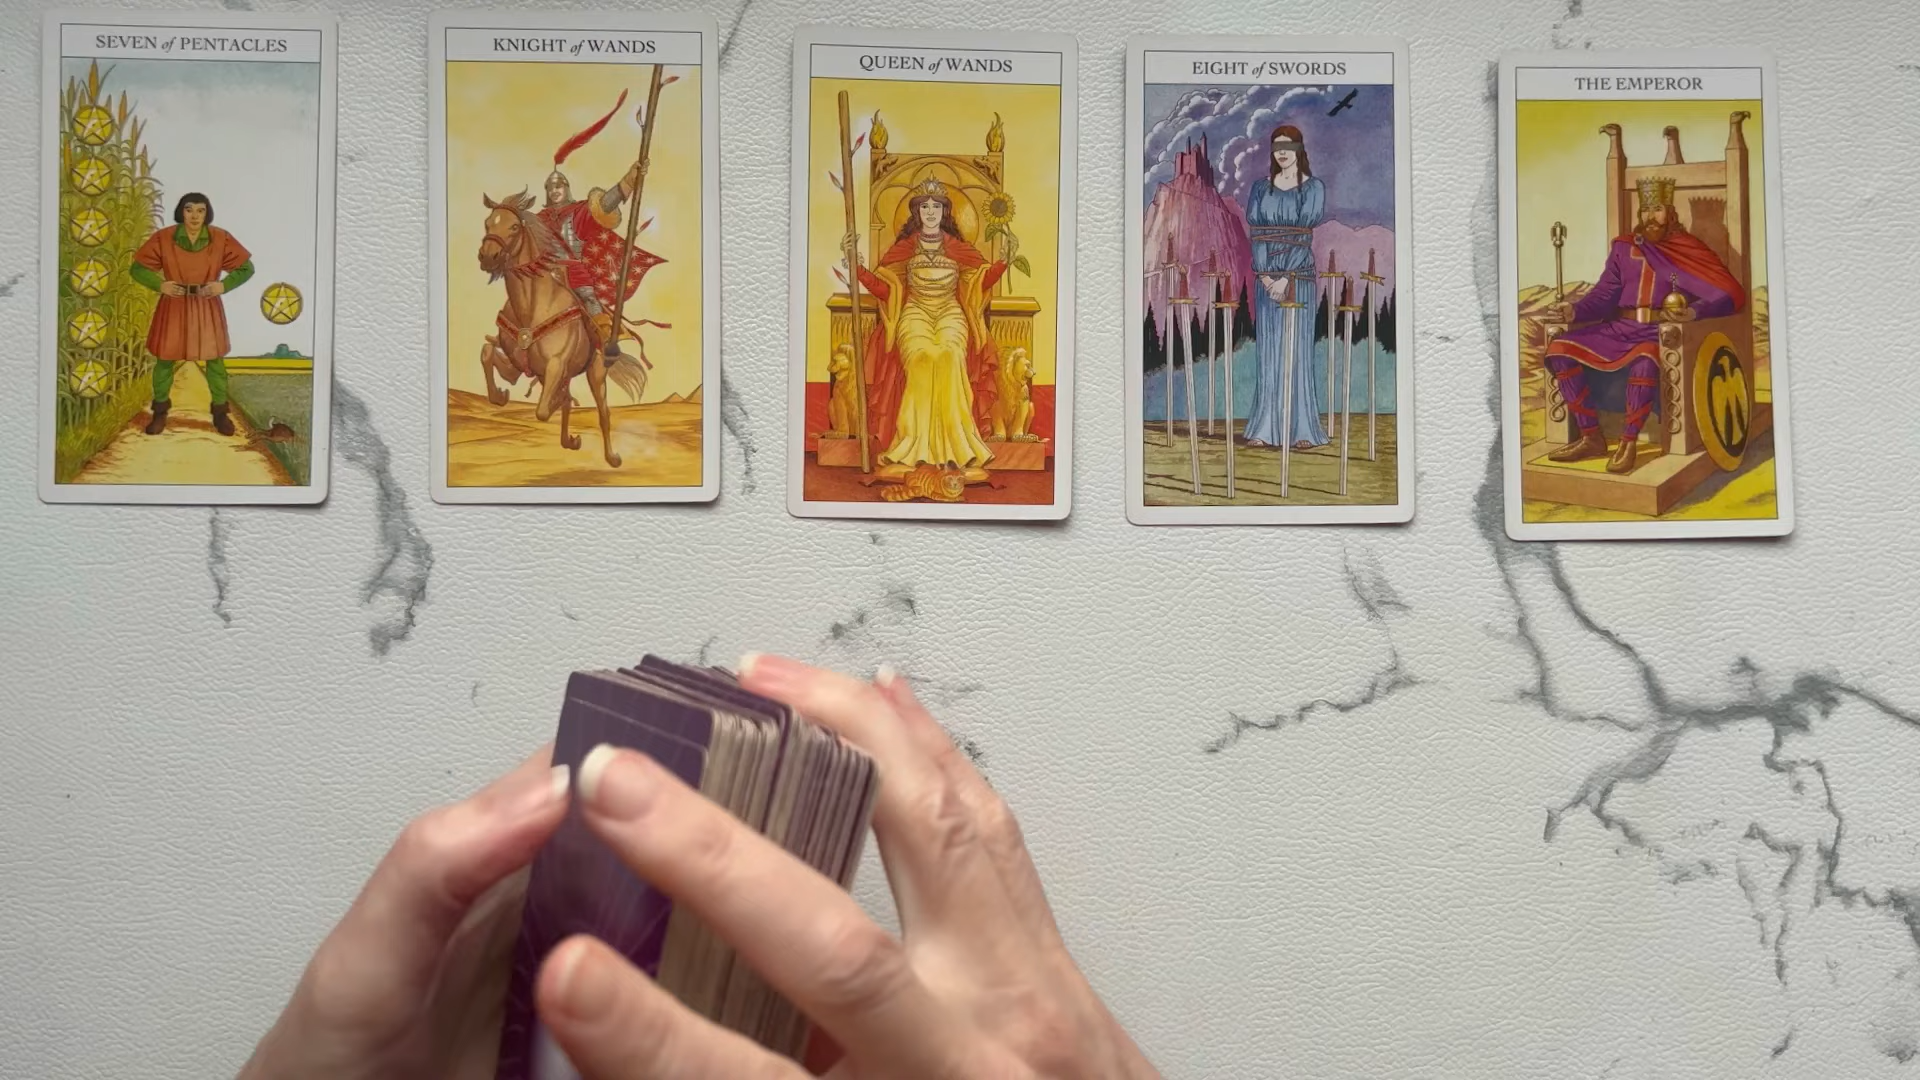 SEVEN of PENTACLES
KNIGHT of WANDS
QUEEN of WANDS
EIGHT of SWORDS
THE EMPEROR